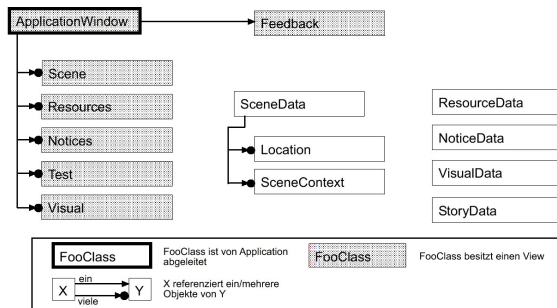 ApplicationWindow
Feedback
Scene
Resources
Notices
Test
Visual
SceneData
Location
SceneContext
ResourceData
NoticeData
VisualData
StoryData
FooClass
FooClass ist von Application
abgeleitet
FooClass
FooClass besitzt einen View
X
ein
viele
Y
X referenziert ein/mehrere
Objekte von Y